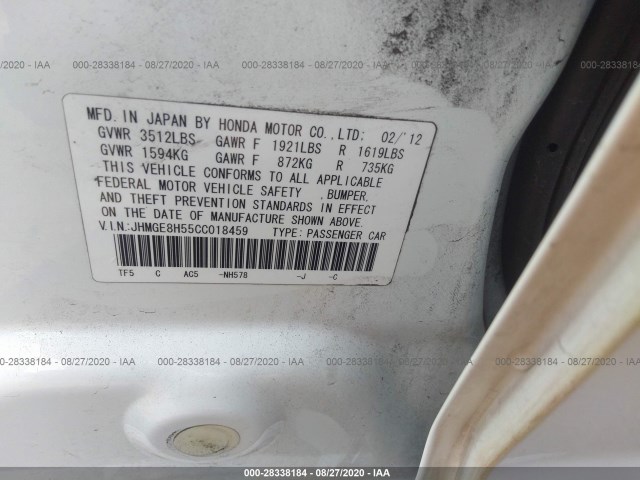 000-28338184 - 08/27/2020 - IAA
MFD. IN JAPAN BY HONDA MOTOR CO., LTD: 02/'12
GVWR 3512LBS GAWR F 1921LBS R 1619LBS
GVWR 1594KG GAWR F 872KG R 735KG
THIS VEHICLE CONFORMS TO ALL APPLICABLE
FEDERAL MOTOR VEHICLE SAFETY ,BUMPER,
AND THEFT PREVENTION STANDARDS IN EFFECT
ON THE DATE OF MANUFACTURE SHOWN ABOVE.
V.I.N:JHMGE8H55CC018459 TYPE: PASSENGER CAR
TF5 C AC5 -NH578 -J -C
000-28338184 - 08/27/2020 - IAA
000-28338184 - 08/27/2020 - IAA